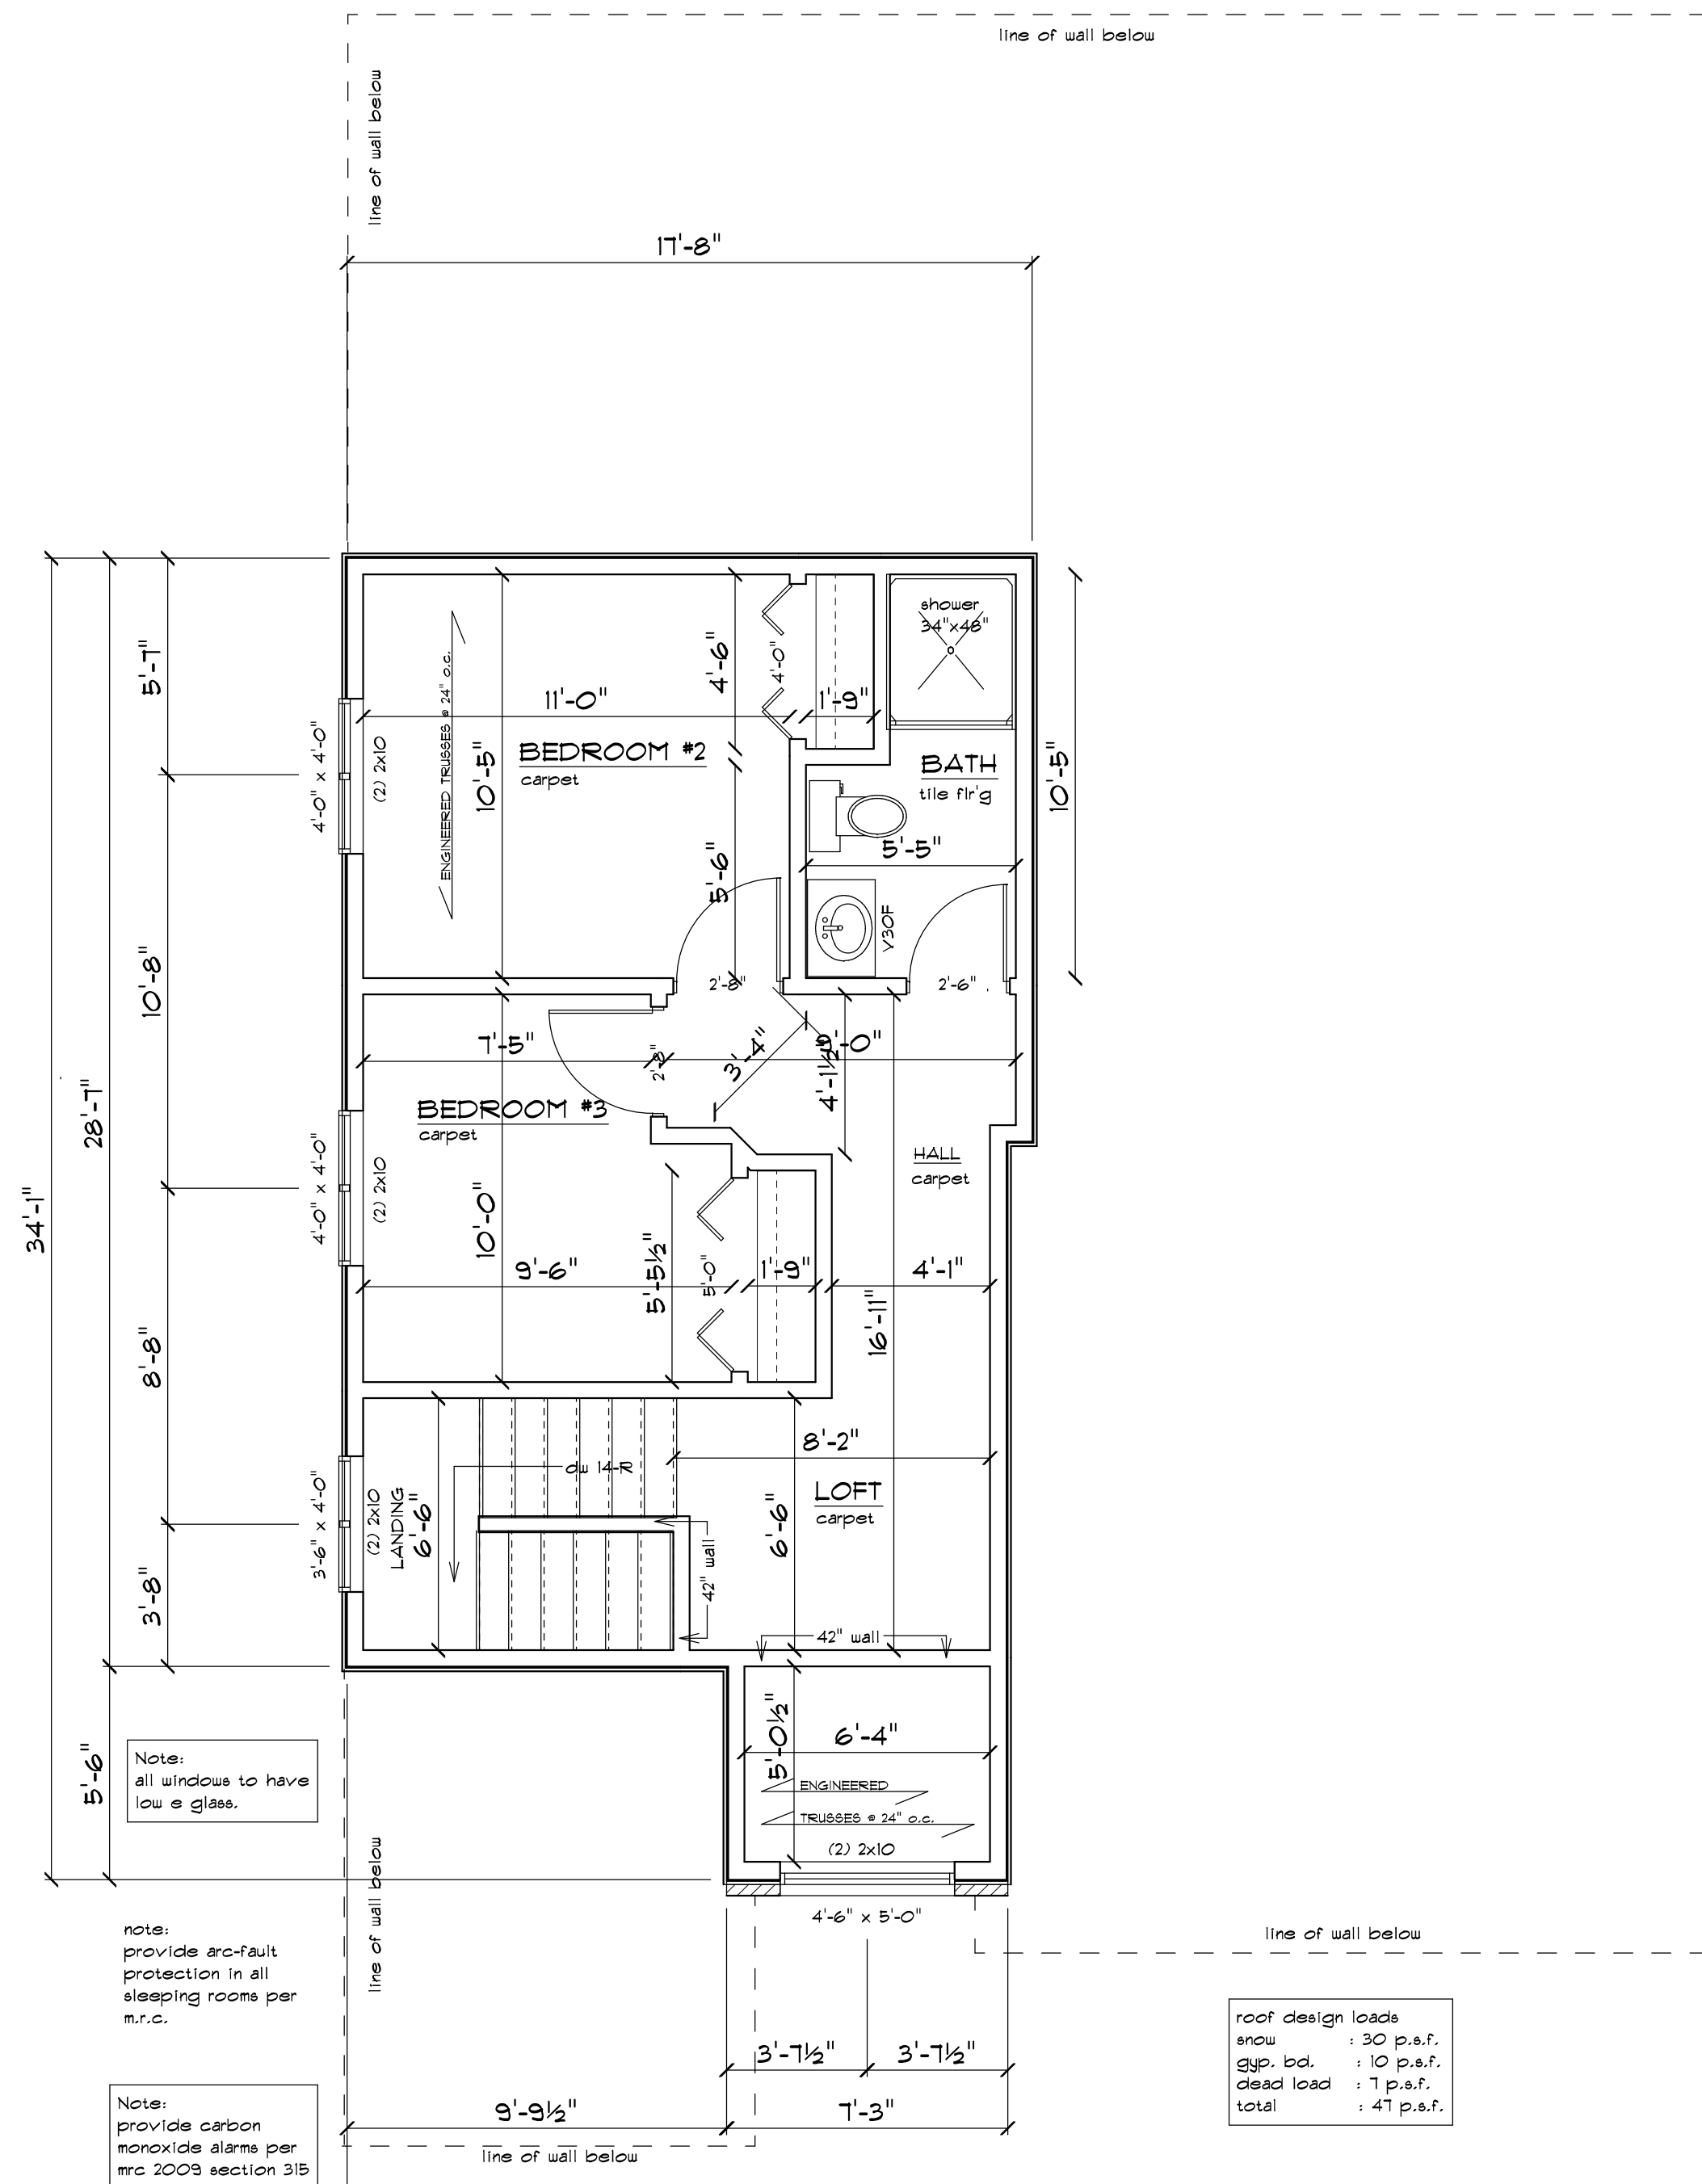 line of wall below
line of wall below
17'-8"
5'-7"
10'-8"
8'-8"
3'-8"
28'-7"
34'-1"
5'-6"
4'-0" x 4'-0"
(2) 2x10
ENGINEERED TRUSSES @ 24" o.c.
11'-0"
10'-5"
BEDROOM #2
carpet
4'-6"
4'-0"
1'-9"
5'-6"
shower
34"x48"
BATH
tile flr'g
5'-5"
V30F
10'-5"
2'-8"
2'-6"
7'-5"
2'-8"
3'-4"
9'-0"
4'-1½"
BEDROOM #3
carpet
4'-0" x 4'-0"
(2) 2x10
10'-0"
9'-6"
5'-5½"
5'-0"
1'-9"
HALL
carpet
4'-1"
16'-11"
3'-6" x 4'-0"
(2) 2x10
LANDING
6'-6"
8'-2"
LOFT
carpet
6'-6"
42" wall
42" wall
5'-0½"
6'-4"
ENGINEERED
TRUSSES @ 24" o.c.
(2) 2x10
4'-6" x 5'-0"
Note:
all windows to have
low e glass.
line of wall below
note:
provide arc-fault
protection in all
sleeping rooms per
m.r.c.
Note:
provide carbon
monoxide alarms per
mrc 2009 section 315
3'-7½"
3'-7½"
9'-9½"
7'-3"
line of wall below
line of wall below
roof design loads
snow : 30 p.s.f.
gyp. bd. : 10 p.s.f.
dead load : 7 p.s.f.
total : 47 p.s.f.